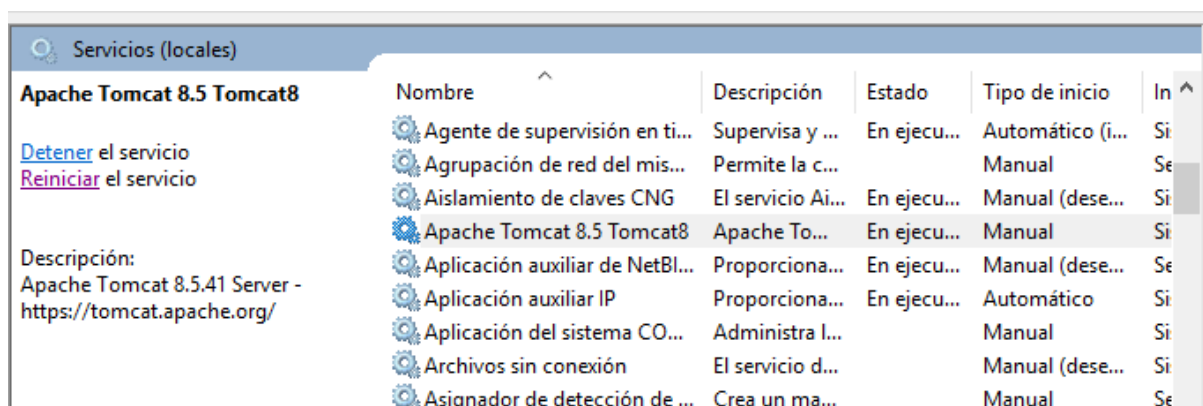 Servicios (locales)
Apache Tomcat 8.5 Tomcat8
Detener el servicio
Reiniciar el servicio
Descripción:
Apache Tomcat 8.5.41 Server -
https://tomcat.apache.org/
Nombre Descripción Estado Tipo de inicio In
Agente de supervisión en ti... Supervisa y ... En ejecu... Automático (i... Si
Agrupación de red del mis... Permite la c... Manual Se
Aislamiento de claves CNG El servicio Ai... En ejecu... Manual (dese... Si
Apache Tomcat 8.5 Tomcat8 Apache To... En ejecu... Manual Si
Aplicación auxiliar de NetBI... Proporciona... En ejecu... Manual (dese... Se
Aplicación auxiliar IP Proporciona... En ejecu... Automático Si
Aplicación del sistema CO... Administra l... Manual Si
Archivos sin conexión El servicio d... Manual (dese... Si
Asignador de detección de ... Crea un ma... Manual Se